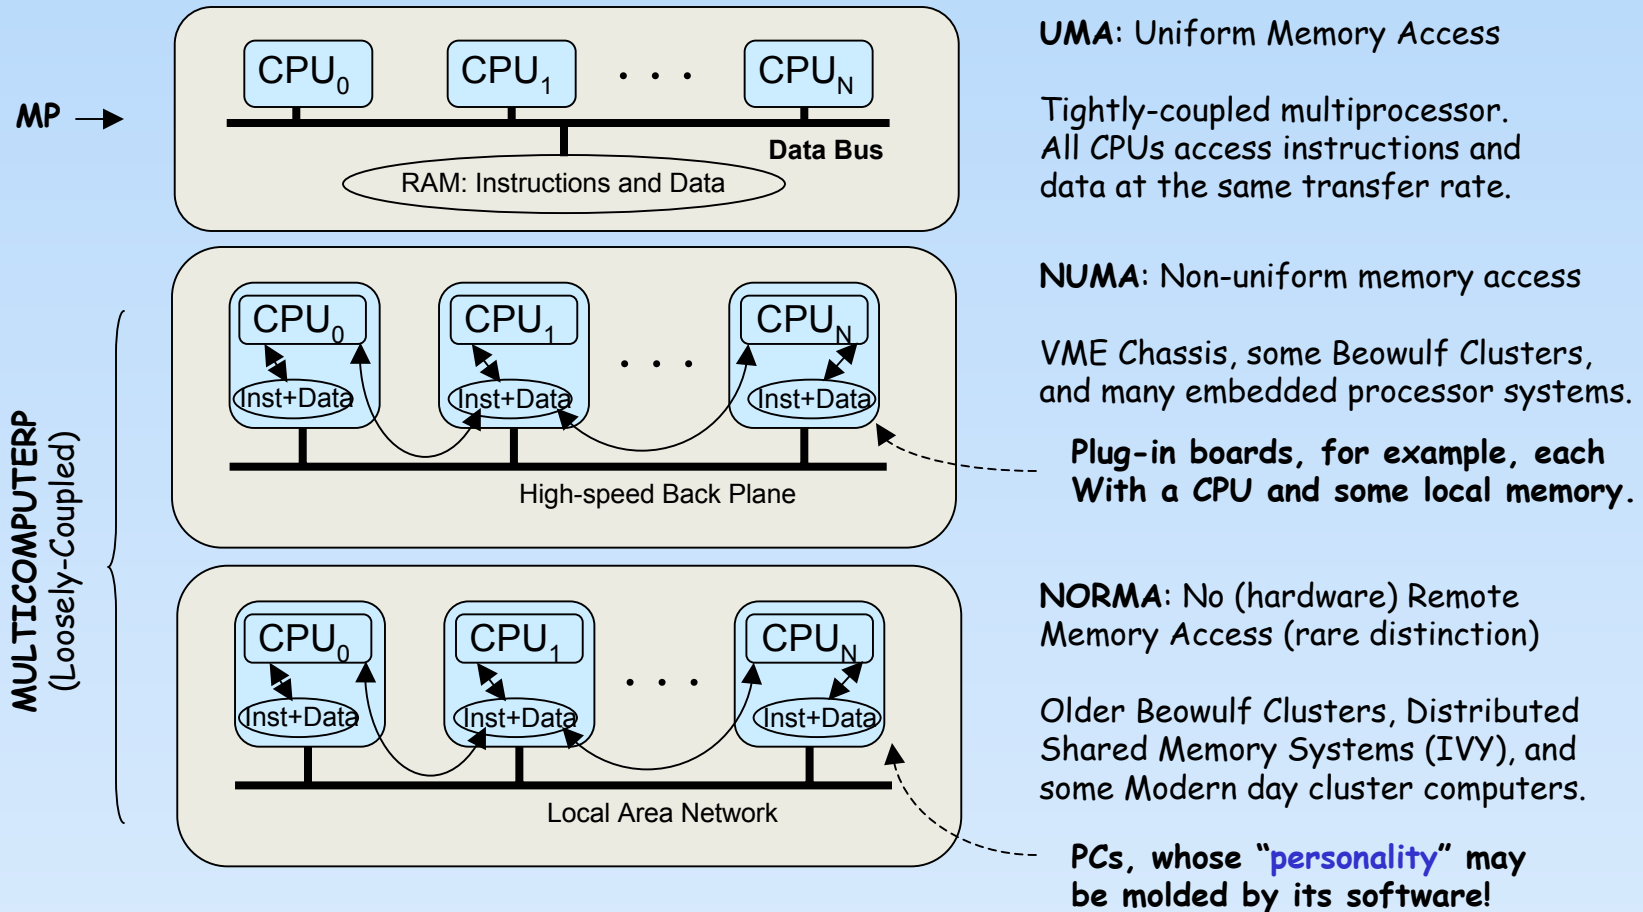 MP
CPU0
CPU1
. . .
CPUN
Data Bus
RAM: Instructions and Data
UMA: Uniform Memory Access
Tightly-coupled multiprocessor.
All CPUs access instructions and
data at the same transfer rate.
MULTICOMPUTERP
(Loosely-Coupled)
CPU0
CPU1
. . .
CPUN
Inst+Data
Inst+Data
Inst+Data
High-speed Back Plane
NUMA: Non-uniform memory access
VME Chassis, some Beowulf Clusters,
and many embedded processor systems.
Plug-in boards, for example, each
With a CPU and some local memory.
CPU0
CPU1
. . .
CPUN
Inst+Data
Inst+Data
Inst+Data
Local Area Network
NORMA: No (hardware) Remote
Memory Access (rare distinction)
Older Beowulf Clusters, Distributed
Shared Memory Systems (IVY), and
some Modern day cluster computers.
PCs, whose “personality” may
be molded by its software!